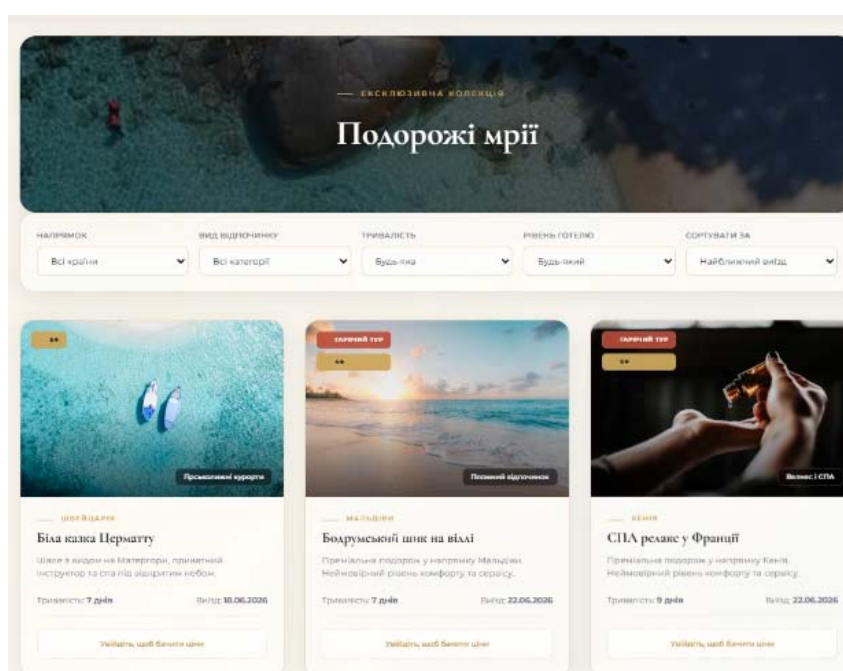 ЕКСКЛЮЗИВНА КОЛЕКЦІЯ
Подорожі мрії
НАПРЯМОК
ВИД ВІДПОЧИНКУ
ТРИВАЛІСТЬ
РІВЕНЬ ГОТЕЛЮ
СОРТУВАТИ ЗА
Всі країни
Всі категорії
Будь-яка
Будь-який
Найближчий виїзд
5★
Гірськолижні курорти
ШВЕЙЦАРІЯ
Біла казка Церматту
Шале з видом на Маттергорн, приватний
інструктор та спа під відкритим небом.
Тривалість: 7 днів
Виїзд: 18.06.2026
Увійдіть, щоб бачити ціни
ГАРЯЧИЙ ТУР
Пляжний відпочинок
МАЛЬДІВИ
Бодрумський шик на віллі
Преміальна подорож у напрямку Мальдіви.
Неймовірний рівень комфорту та сервісу.
Тривалість: 7 днів
Виїзд: 22.06.2026
Увійдіть, щоб бачити ціни
ГАРЯЧИЙ ТУР
5★
Велнес і СПА
КЕНІЯ
СПА релакс у Франції
Преміальна подорож у напрямку Кенія.
Неймовірний рівень комфорту та сервісу.
Тривалість: 9 днів
Виїзд: 22.06.2026
Увійдіть, щоб бачити ціни